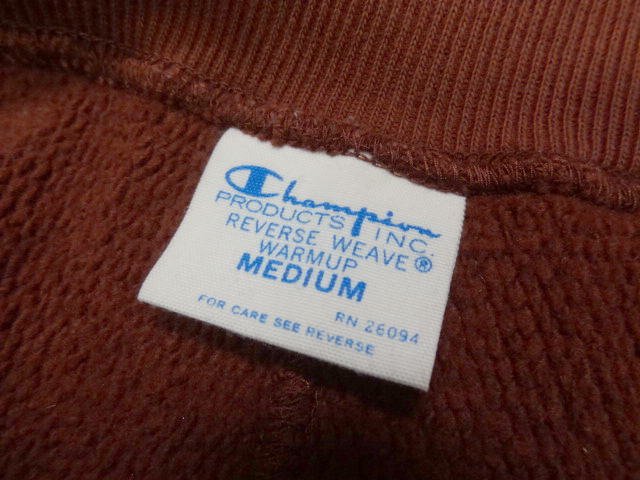 Champion
PRODUCTS INC.
REVERSE WEAVE®
WARMUP
MEDIUM
RN 26094
FOR CARE SEE REVERSE